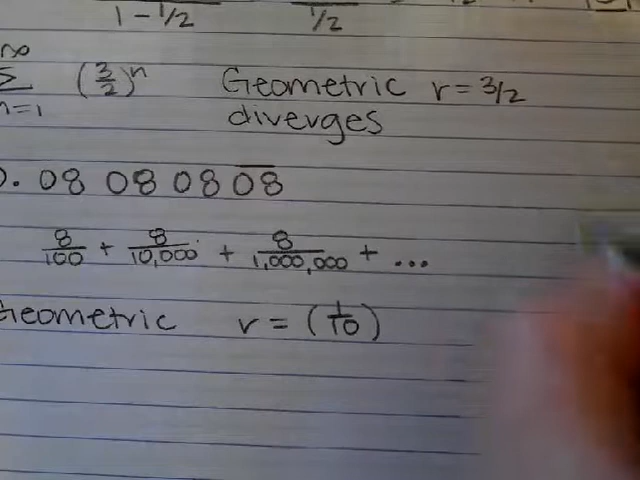 1 - 1/2 1/2
∞
Σ (3/2)^n Geometric r = 3/2
n=1 diverges
0.08 08 08 0̅8̅
8/100 + 8/10,000 + 8/1,000,000 + ...
Geometric r = (1/10)